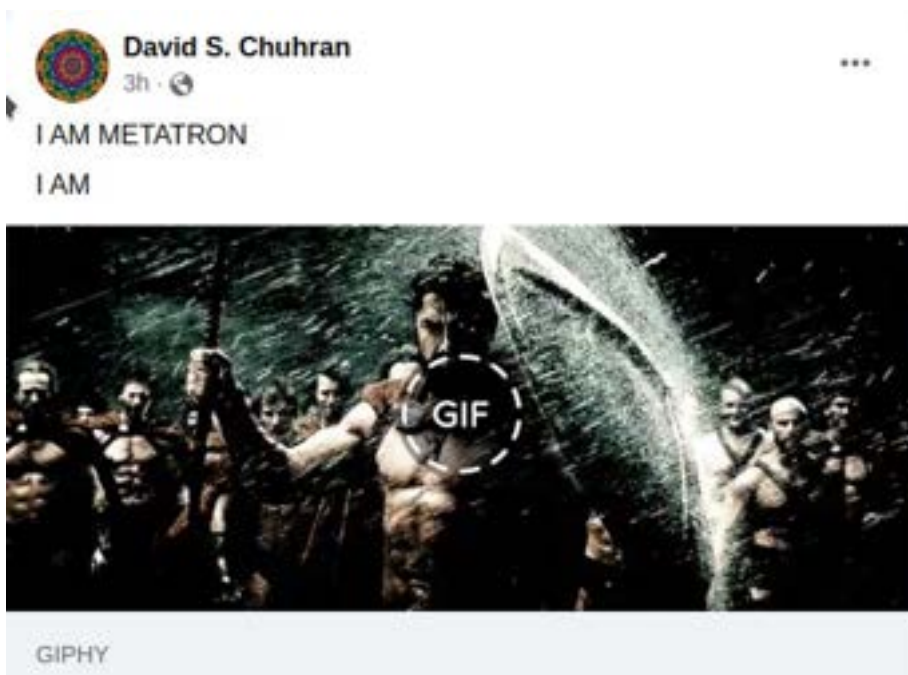 David S. Chuhran
3h ·
I AM METATRON
I AM
GIF
GIPHY